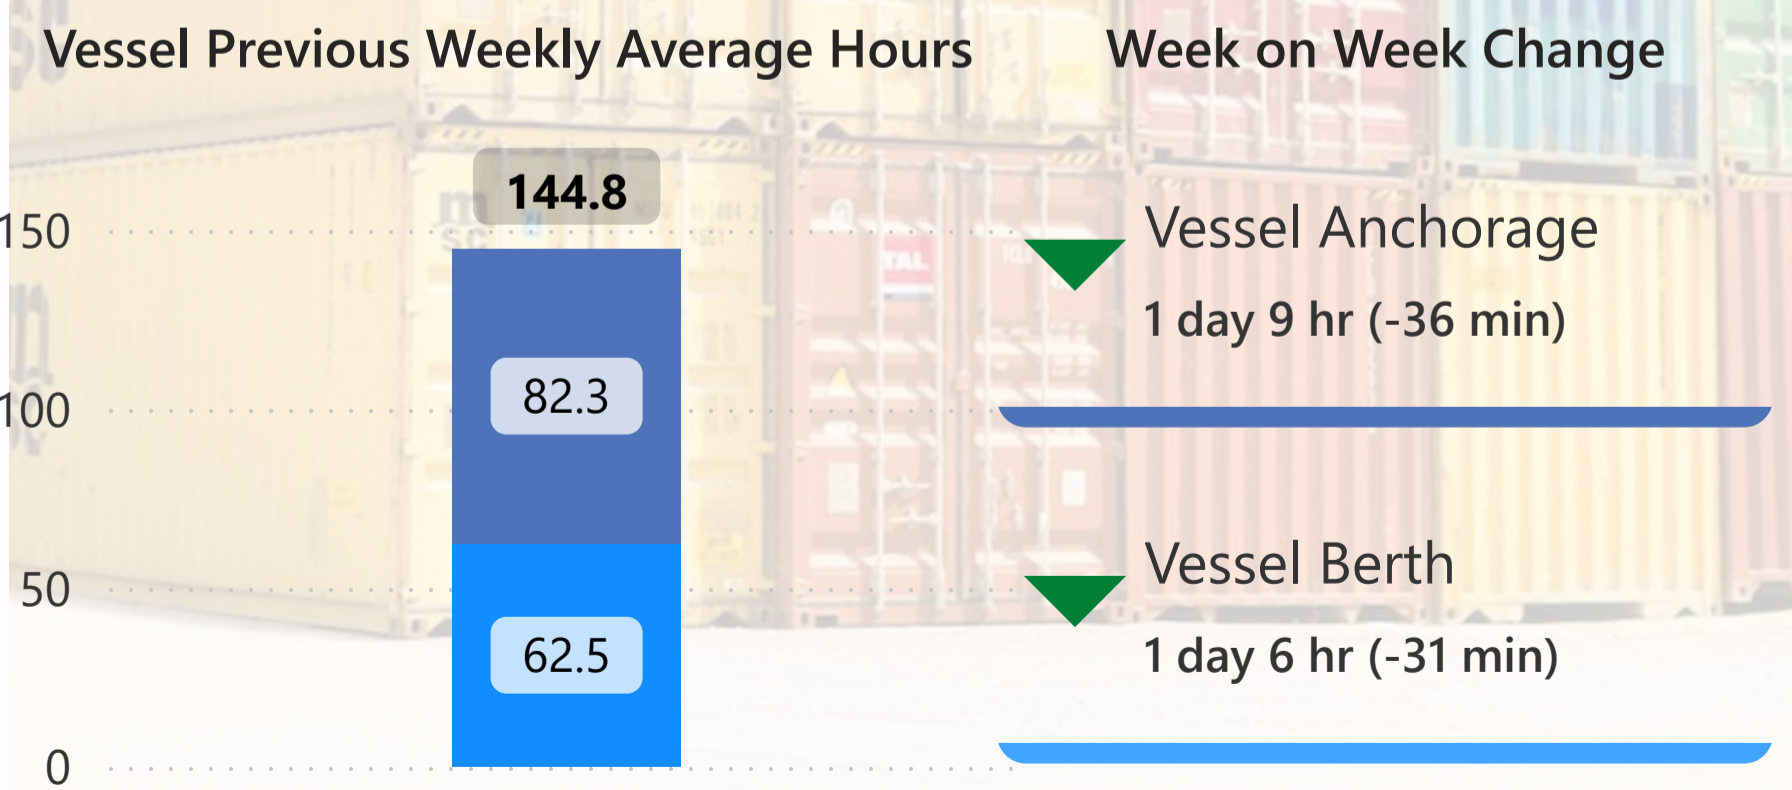 Vessel Previous Weekly Average Hours
Week on Week Change
144.8
150
100
50
0
82.3
62.5
Vessel Anchorage
1 day 9 hr (-36 min)
Vessel Berth
1 day 6 hr (-31 min)
TAL